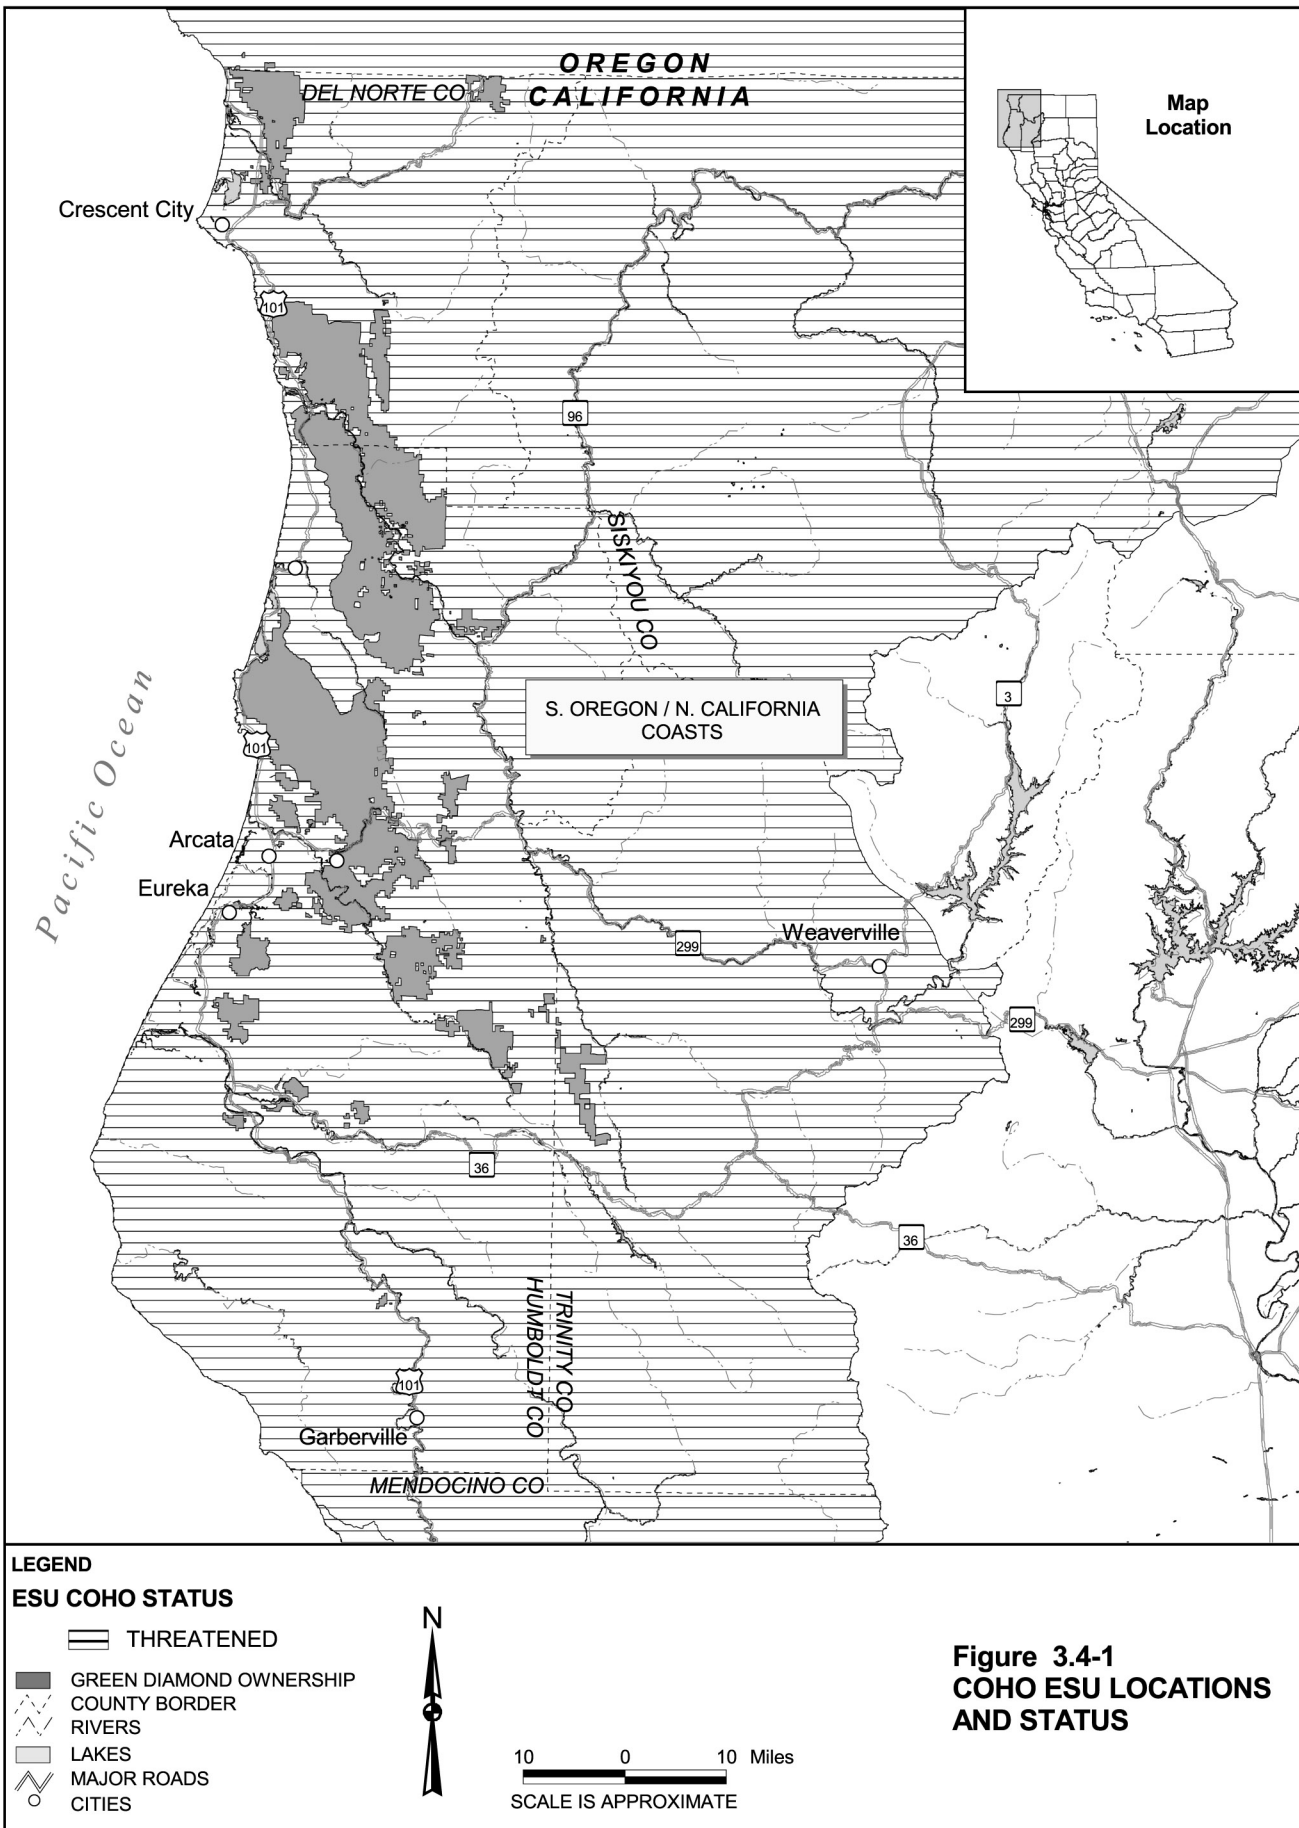 OREGON
DEL NORTE CO
CALIFORNIA
Map
Location
Crescent City
101
96
SISKIYOU CO
3
S. OREGON / N. CALIFORNIA
COASTS
Pacific Ocean
101
Arcata
Eureka
Weaverville
299
299
36
36
TRINITY CO
HUMBOLDT CO
101
Garberville
MENDOCINO CO
LEGEND
ESU COHO STATUS
THREATENED
GREEN DIAMOND OWNERSHIP
COUNTY BORDER
RIVERS
LAKES
MAJOR ROADS
CITIES
N
10 0 10 Miles
SCALE IS APPROXIMATE
Figure 3.4-1
COHO ESU LOCATIONS
AND STATUS